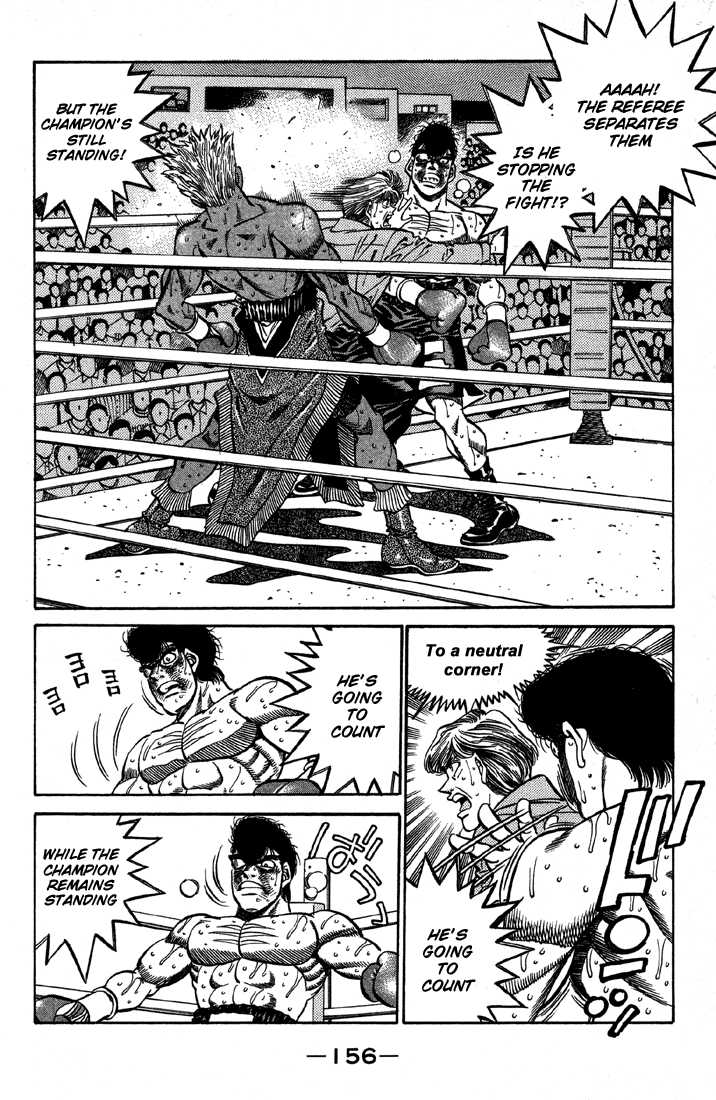 AAAAH!
THE REFEREE
SEPARATES
THEM
IS HE
STOPPING
THE
FIGHT!?
BUT THE
CHAMPION'S
STILL
STANDING!
To a neutral
corner!
HE'S
GOING
TO
COUNT
HE'S
GOING
TO
COUNT
WHILE THE
CHAMPION
REMAINS
STANDING
—156—